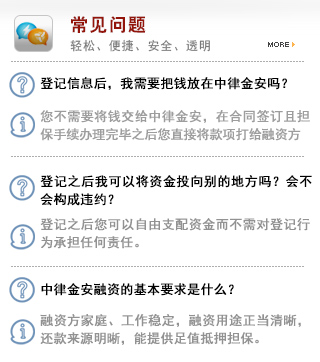 常见问题
轻松、便捷、安全、透明
MORE
登记信息后，我需要把钱放在中律金安吗？
您不需要将钱交给中律金安，在合同签订且担
保手续办理完毕之后您直接将款项打给融资方
登记之后我可以将资金投向别的地方吗？会不
会构成违约？
登记之后您可以自由支配资金而不需对登记行
为承担任何责任。
中律金安融资的基本要求是什么？
融资方家庭、工作稳定，融资用途正当清晰，
还款来源明晰，能提供足值抵押担保。